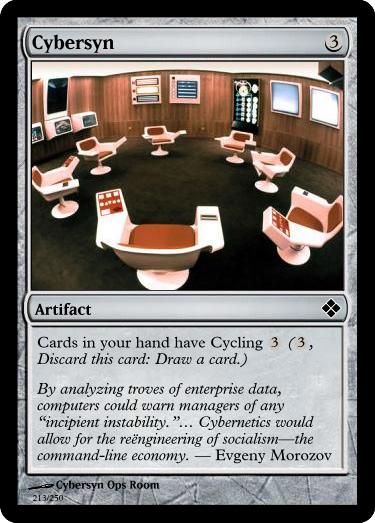 Cybersyn 3
Artifact
Cards in your hand have Cycling 3 (3,
Discard this card: Draw a card.)
By analyzing troves of enterprise data,
computers could warn managers of any
“incipient instability.”… Cybernetics would
allow for the reëngineering of socialism—the
command-line economy. — Evgeny Morozov
Cybersyn Ops Room
213/250